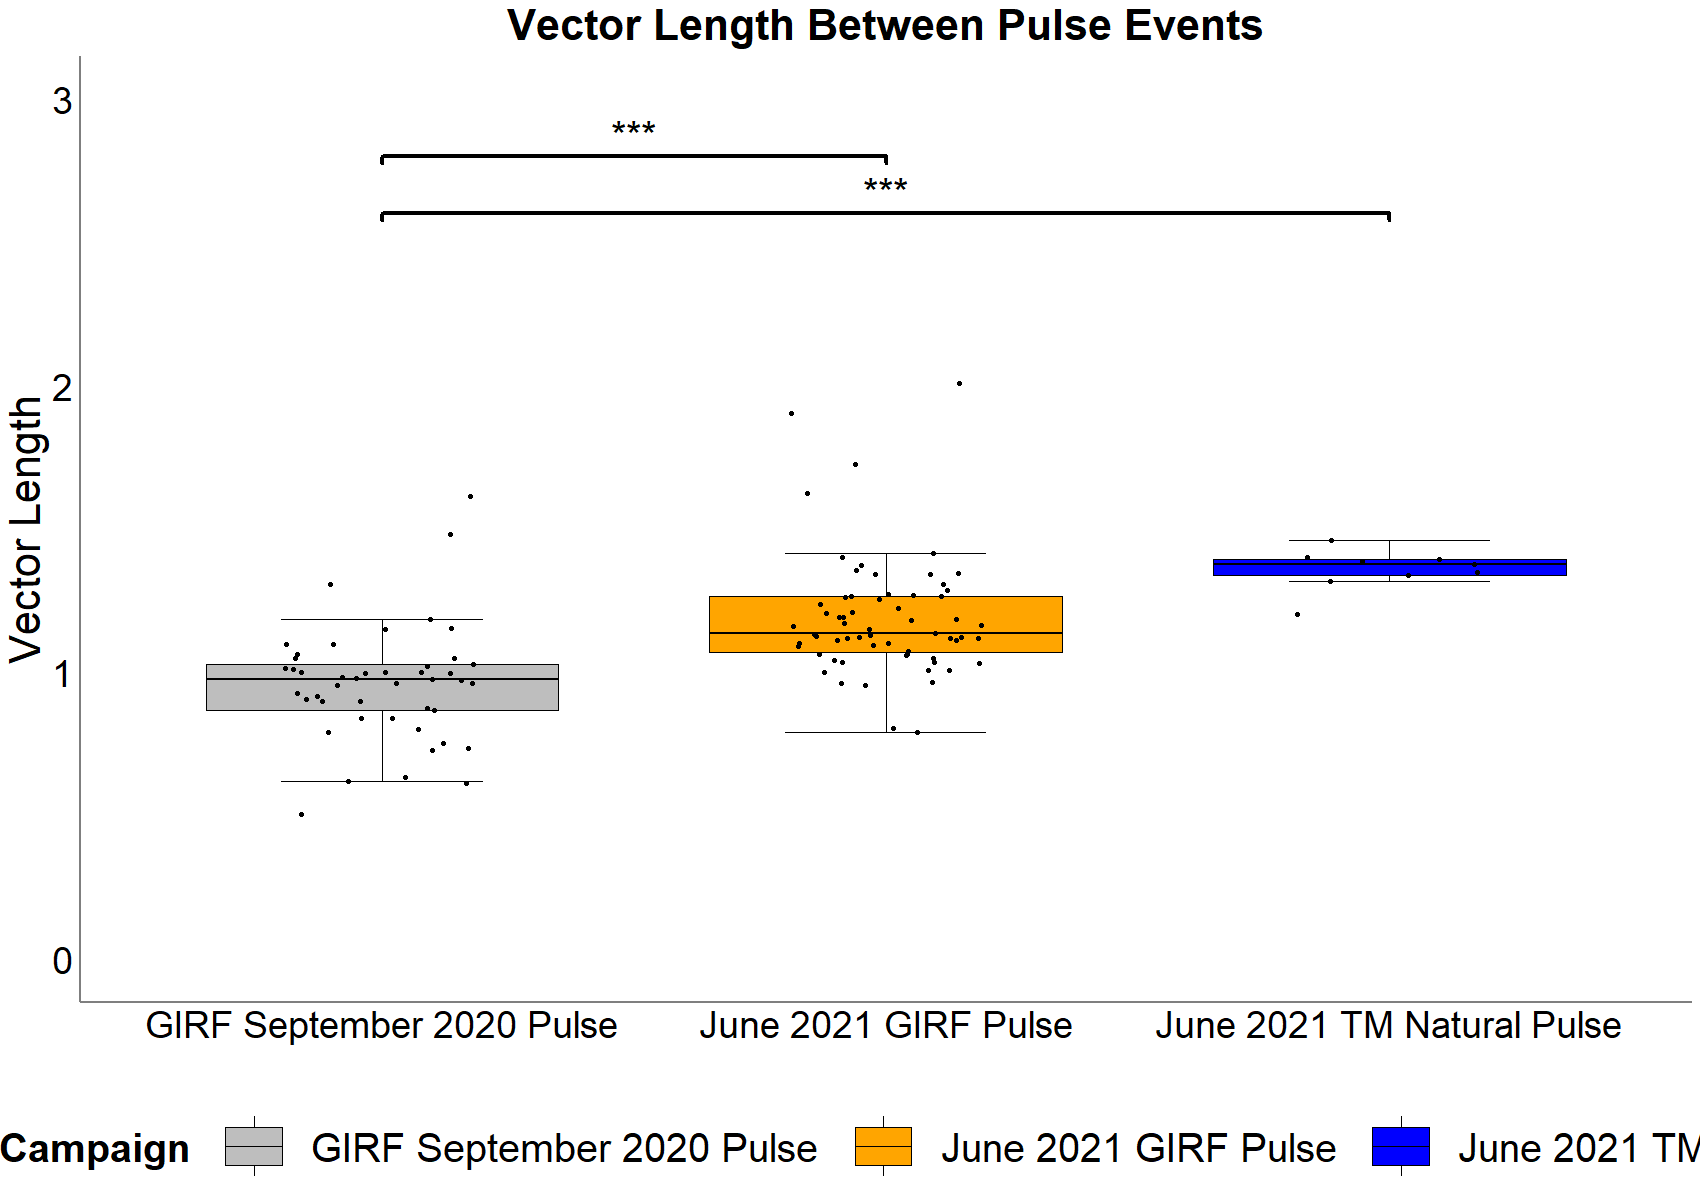 Vector Length Between Pulse Events
3
***
***
2
Vector Length
1
0
GIRF September 2020 Pulse June 2021 GIRF Pulse June 2021 TM Natural Pulse
Campaign GIRF September 2020 Pulse June 2021 GIRF Pulse June 2021 TM